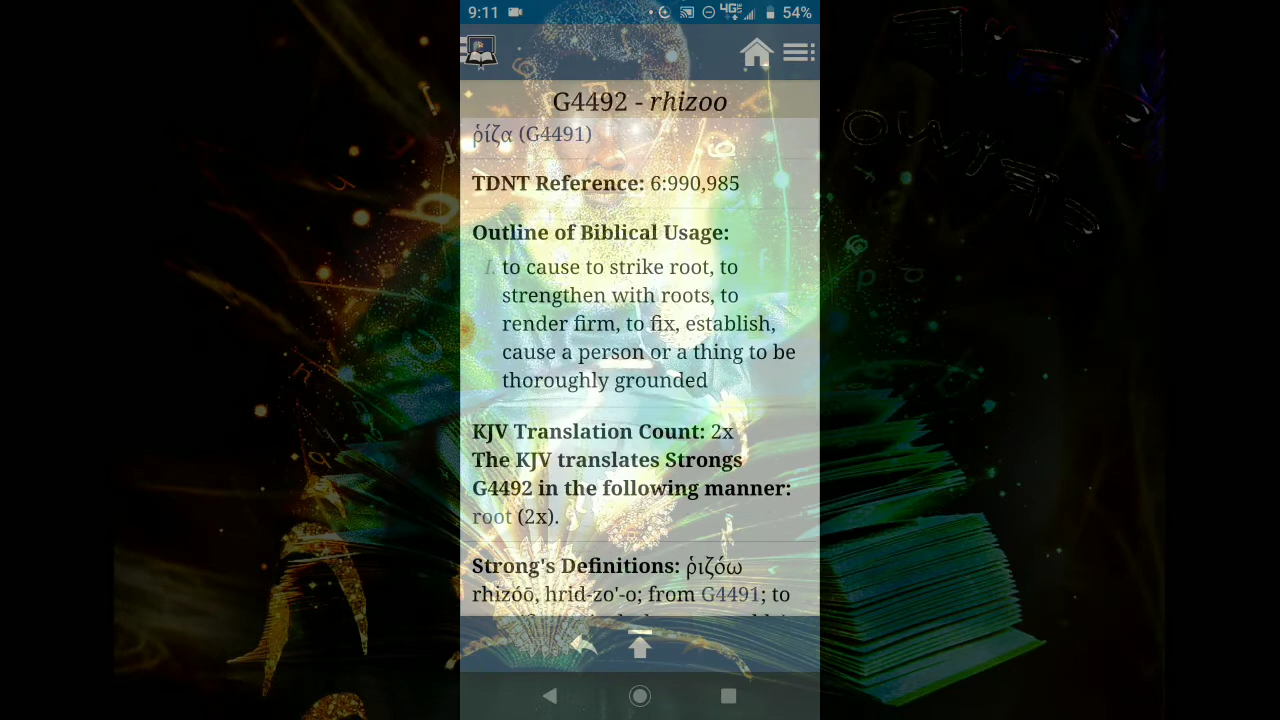 9:11
4G
54%
G4492 - rhizoo
ῥίζα (G4491)
TDNT Reference: 6:990,985
Outline of Biblical Usage:
I. to cause to strike root, to
strengthen with roots, to
render firm, to fix, establish,
cause a person or a thing to be
thoroughly grounded
KJV Translation Count: 2x
The KJV translates Strongs
G4492 in the following manner:
root (2x).
Strong's Definitions: ῥιζόω
rhizóō, hrid-zo'-o; from G4491; to